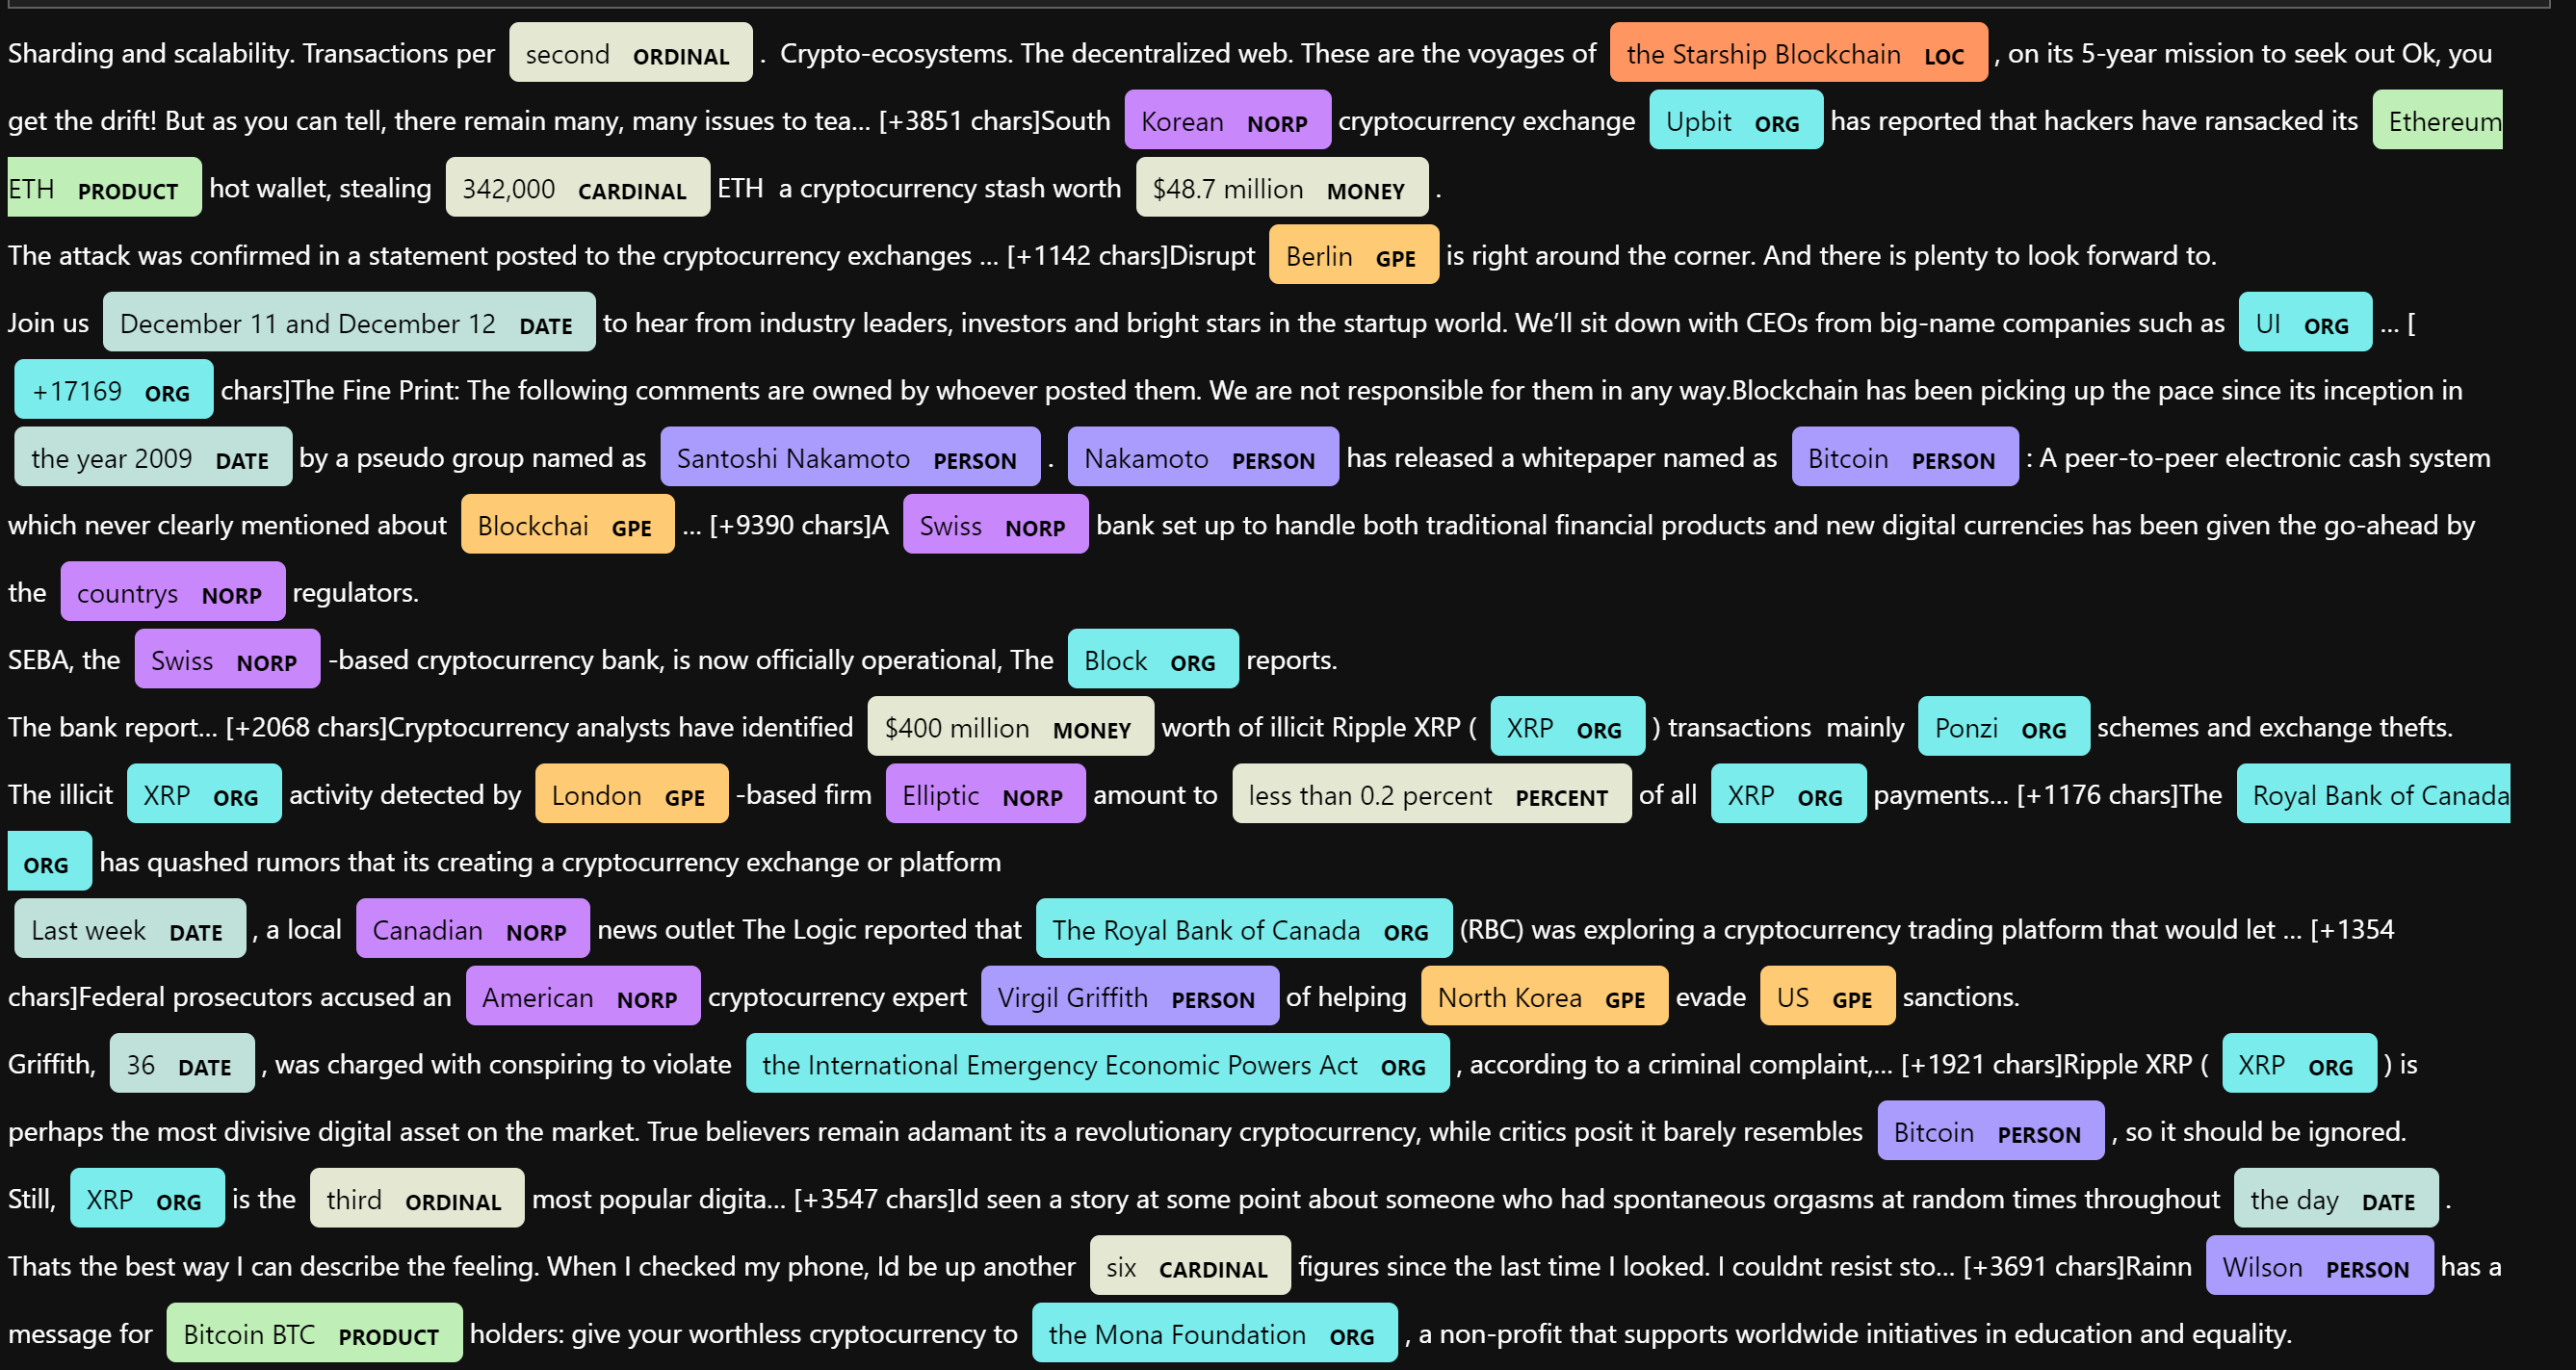 Sharding and scalability. Transactions per second ORDINAL . Crypto-ecosystems. The decentralized web. These are the voyages of the Starship Blockchain LOC , on its 5-year mission to seek out Ok, you
get the drift! But as you can tell, there remain many, many issues to tea... [+3851 chars]South Korean NORP cryptocurrency exchange Upbit ORG has reported that hackers have ransacked its Ethereum
ETH PRODUCT hot wallet, stealing 342,000 CARDINAL ETH a cryptocurrency stash worth $48.7 million MONEY .
The attack was confirmed in a statement posted to the cryptocurrency exchanges ... [+1142 chars]Disrupt Berlin GPE is right around the corner. And there is plenty to look forward to.
Join us December 11 and December 12 DATE to hear from industry leaders, investors and bright stars in the startup world. We'll sit down with CEOs from big-name companies such as UI ORG ... [
+17169 ORG chars]The Fine Print: The following comments are owned by whoever posted them. We are not responsible for them in any way.Blockchain has been picking up the pace since its inception in
the year 2009 DATE by a pseudo group named as Santoshi Nakamoto PERSON . Nakamoto PERSON has released a whitepaper named as Bitcoin PERSON : A peer-to-peer electronic cash system
which never clearly mentioned about Blockchai GPE ... [+9390 chars]A Swiss NORP bank set up to handle both traditional financial products and new digital currencies has been given the go-ahead by
the countrys NORP regulators.
SEBA, the Swiss NORP -based cryptocurrency bank, is now officially operational, The Block ORG reports.
The bank report... [+2068 chars]Cryptocurrency analysts have identified $400 million MONEY worth of illicit Ripple XRP ( XRP ORG ) transactions mainly Ponzi ORG schemes and exchange thefts.
The illicit XRP ORG activity detected by London GPE -based firm Elliptic NORP amount to less than 0.2 percent PERCENT of all XRP ORG payments... [+1176 chars]The Royal Bank of Canada
ORG has quashed rumors that its creating a cryptocurrency exchange or platform
Last week DATE , a local Canadian NORP news outlet The Logic reported that The Royal Bank of Canada ORG (RBC) was exploring a cryptocurrency trading platform that would let ... [+1354
chars]Federal prosecutors accused an American NORP cryptocurrency expert Virgil Griffith PERSON of helping North Korea GPE evade US GPE sanctions.
Griffith, 36 DATE , was charged with conspiring to violate the International Emergency Economic Powers Act ORG , according to a criminal complaint,... [+1921 chars]Ripple XRP ( XRP ORG ) is
perhaps the most divisive digital asset on the market. True believers remain adamant its a revolutionary cryptocurrency, while critics posit it barely resembles Bitcoin PERSON , so it should be ignored.
Still, XRP ORG is the third ORDINAL most popular digita... [+3547 chars]Id seen a story at some point about someone who had spontaneous orgasms at random times throughout the day DATE .
Thats the best way I can describe the feeling. When I checked my phone, Id be up another six CARDINAL figures since the last time I looked. I couldnt resist sto... [+3691 chars]Rainn Wilson PERSON has a
message for Bitcoin BTC PRODUCT holders: give your worthless cryptocurrency to the Mona Foundation ORG , a non-profit that supports worldwide initiatives in education and equality.